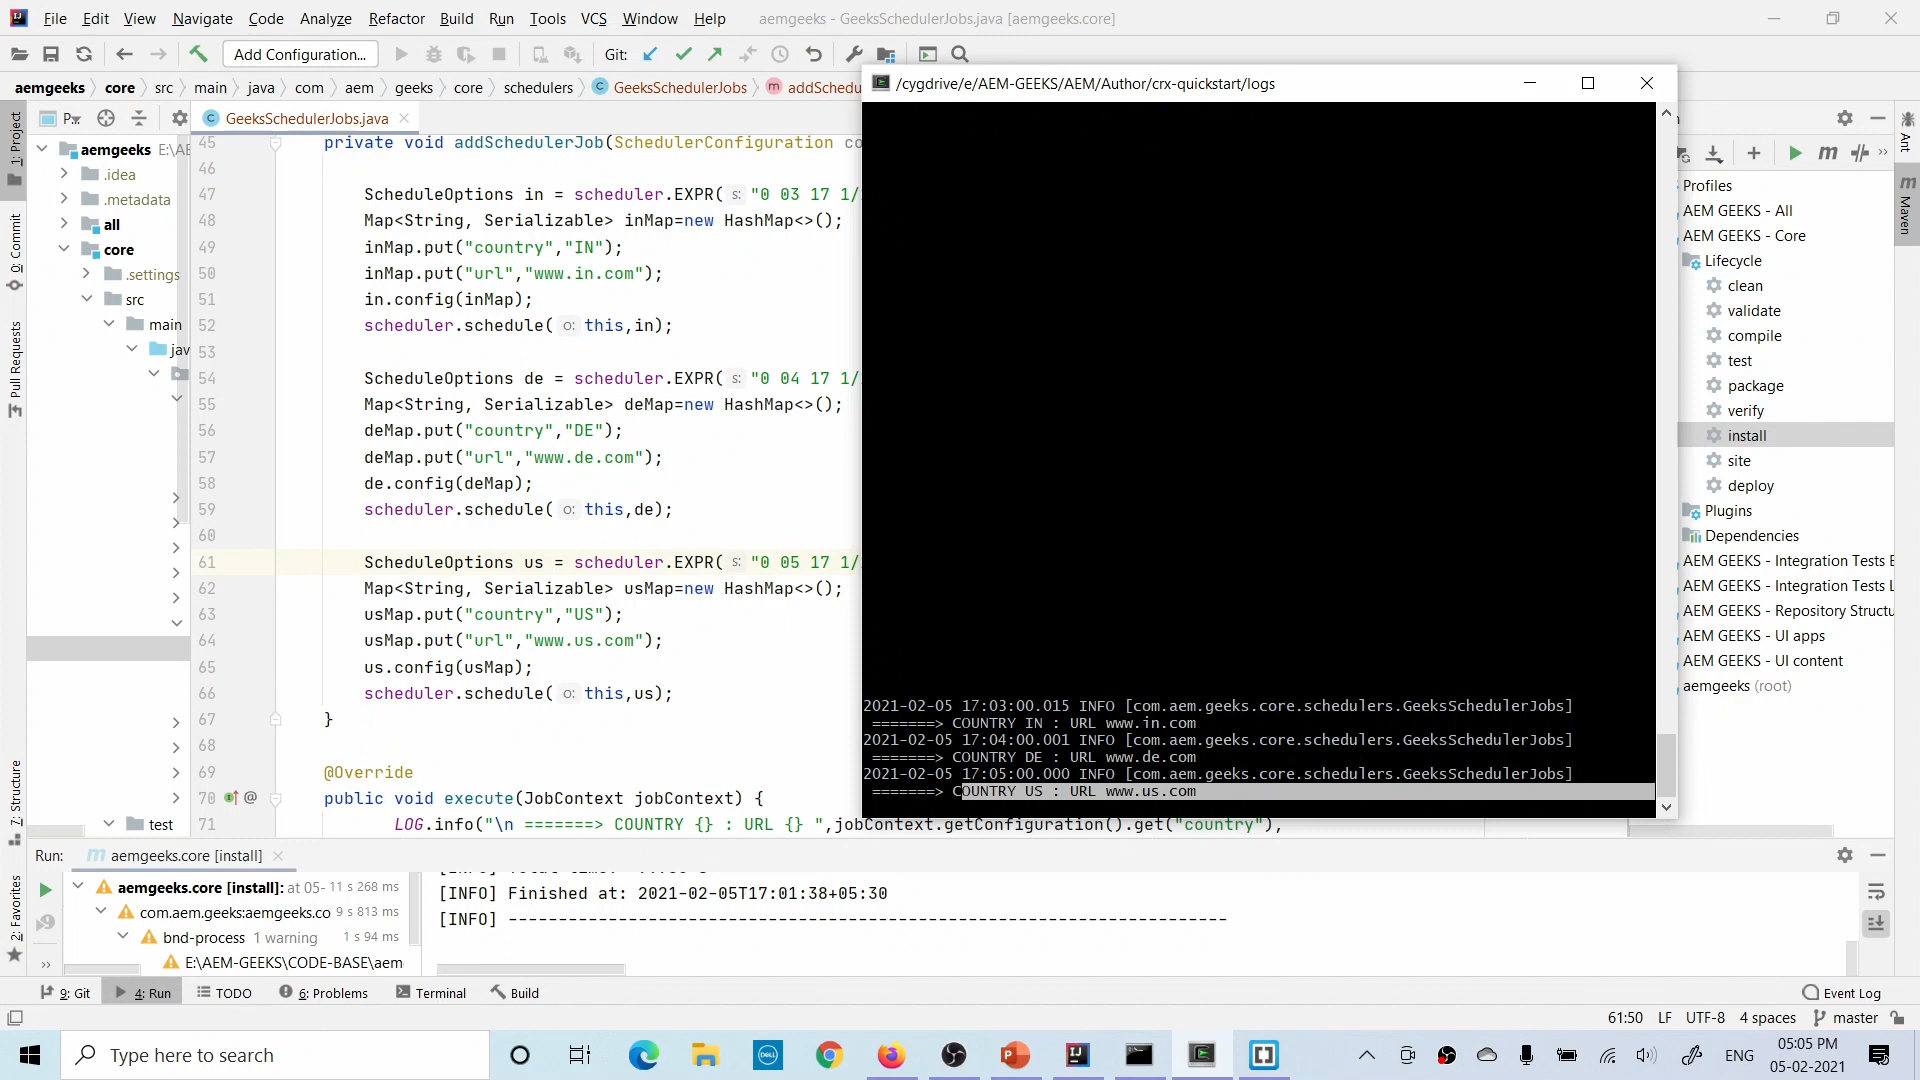 File Edit View Navigate Code Analyze Refactor Build Run Tools VCS Window Help aemgeeks - GeeksSchedulerJobs.java [aemgeeks.core]
Add Configuration... Git:
aemgeeks core src main java com aem geeks core schedulers GeeksSchedulerJobs addSchedu
/cygdrive/e/AEM-GEEKS/AEM/Author/crx-quickstart/logs
1: Project
0: Commit
Pull Requests
7: Structure
2: Favorites
P...
GeeksSchedulerJobs.java
aemgeeks E:\AE
.idea
.metadata
all
core
.settings
src
main
jav
test
45 private void addSchedulerJob(SchedulerConfiguration co
46
47 ScheduleOptions in = scheduler.EXPR( s: "0 03 17 1/
48 Map<String, Serializable> inMap=new HashMap<>();
49 inMap.put("country","IN");
50 inMap.put("url","www.in.com");
51 in.config(inMap);
52 scheduler.schedule( o: this,in);
53
54 ScheduleOptions de = scheduler.EXPR( s: "0 04 17 1/
55 Map<String, Serializable> deMap=new HashMap<>();
56 deMap.put("country","DE");
57 deMap.put("url","www.de.com");
58 de.config(deMap);
59 scheduler.schedule( o: this,de);
60
61 ScheduleOptions us = scheduler.EXPR( s: "0 05 17 1/
62 Map<String, Serializable> usMap=new HashMap<>();
63 usMap.put("country","US");
64 usMap.put("url","www.us.com");
65 us.config(usMap);
66 scheduler.schedule( o: this,us);
67 }
68
69 @Override
70 public void execute(JobContext jobContext) {
71 LOG.info("\n =======> COUNTRY {} : URL {} ",jobContext.getConfiguration().get("country"),
2021-02-05 17:03:00.015 INFO [com.aem.geeks.core.schedulers.GeeksSchedulerJobs]
=======> COUNTRY IN : URL www.in.com
2021-02-05 17:04:00.001 INFO [com.aem.geeks.core.schedulers.GeeksSchedulerJobs]
=======> COUNTRY DE : URL www.de.com
2021-02-05 17:05:00.000 INFO [com.aem.geeks.core.schedulers.GeeksSchedulerJobs]
=======> COUNTRY US : URL www.us.com
Profiles
AEM GEEKS - All
AEM GEEKS - Core
Lifecycle
clean
validate
compile
test
package
verify
install
site
deploy
Plugins
Dependencies
AEM GEEKS - Integration Tests
AEM GEEKS - Integration Tests L
AEM GEEKS - Repository Structu
AEM GEEKS - UI apps
AEM GEEKS - UI content
aemgeeks (root)
Ant
Maven
Run: aemgeeks.core [install]
aemgeeks.core [install]: at 05- 11 s 268 ms
com.aem.geeks:aemgeeks.co 9 s 813 ms
bnd-process 1 warning 1 s 94 ms
E:\AEM-GEEKS\CODE-BASE\aem
[INFO] Finished at: 2021-02-05T17:01:38+05:30
[INFO] ------------------------------------------------------------------------
9: Git 4: Run TODO 6: Problems Terminal Build Event Log
61:50 LF UTF-8 4 spaces master
Type here to search
DELL
ENG
05:05 PM
05-02-2021